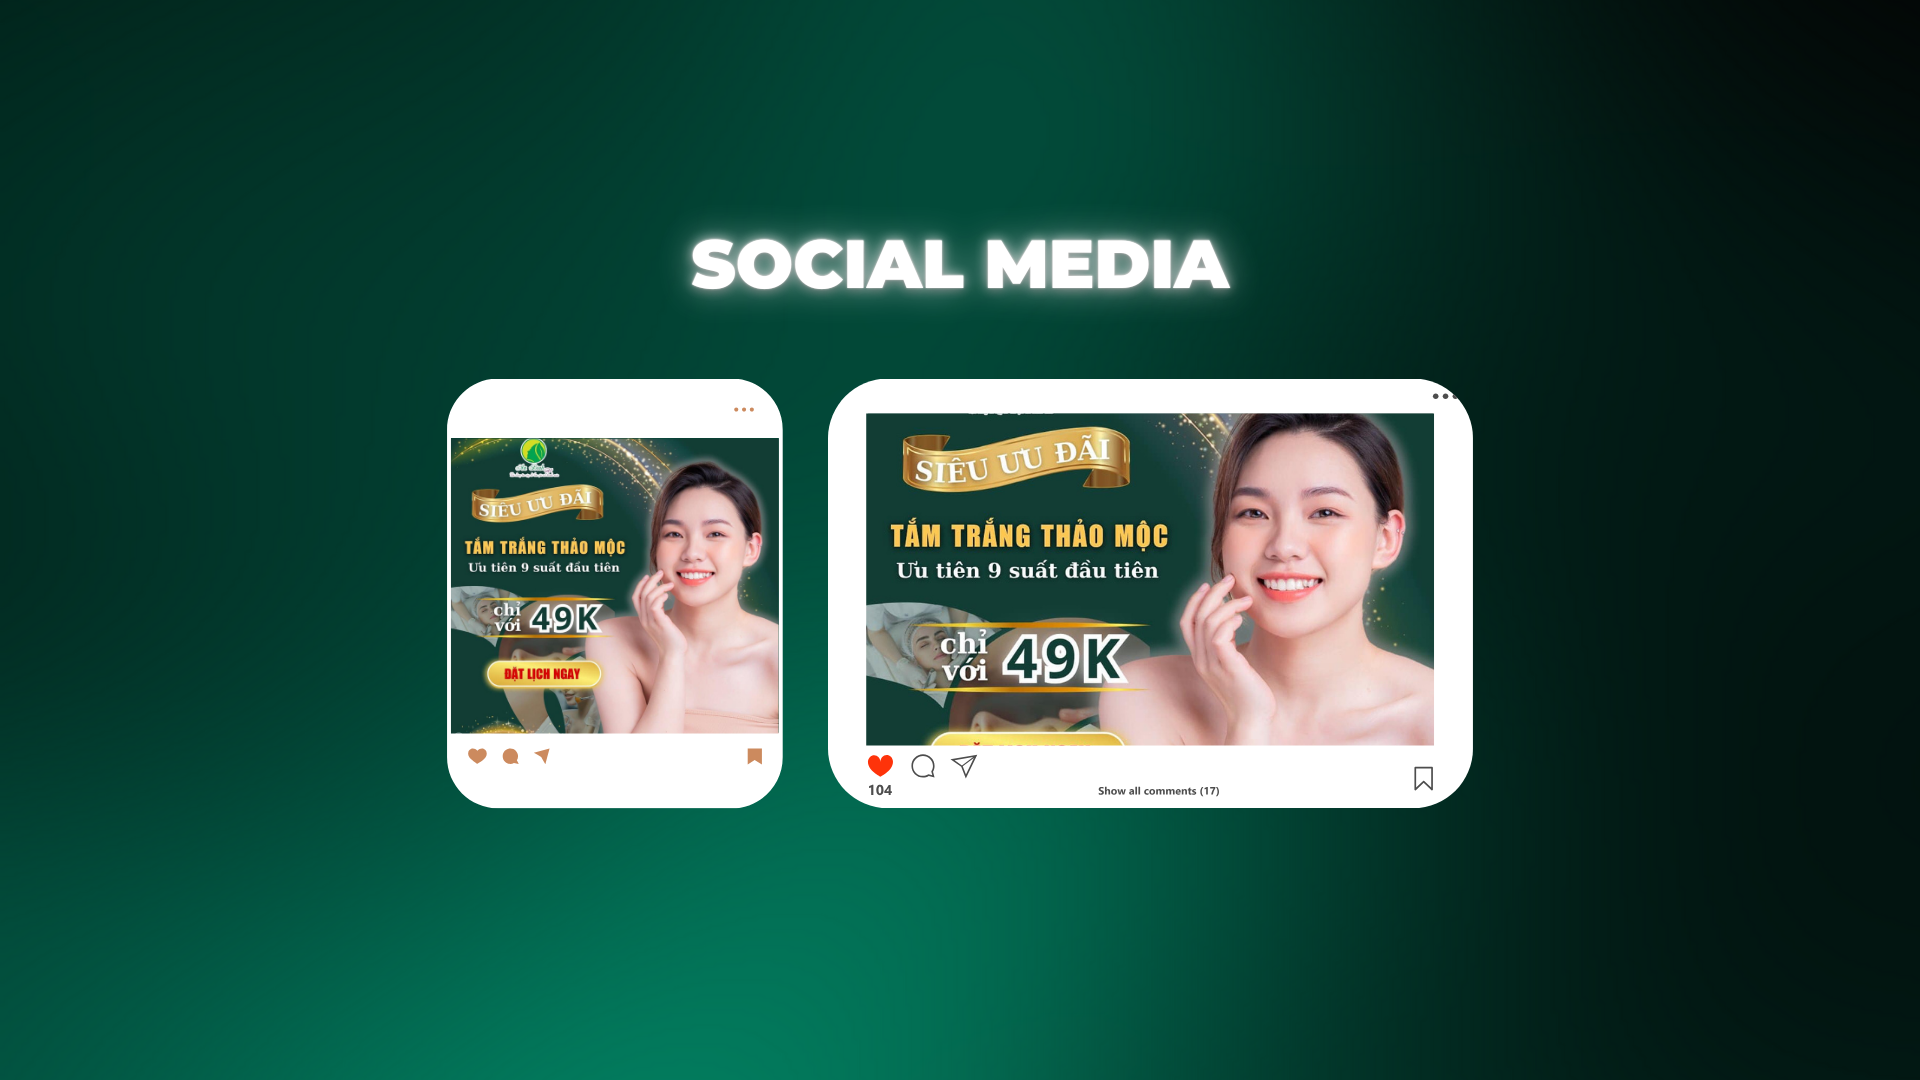 SOCIAL MEDIA
SIÊU ƯU ĐÃI
TẮM TRẮNG THẢO MỘC
Ưu tiên 9 suất đầu tiên
chỉ
với 49K
ĐẶT LỊCH NGAY
SIÊU ƯU ĐÃI
TẮM TRẮNG THẢO MỘC
Ưu tiên 9 suất đầu tiên
chỉ
với 49K
104
Show all comments (17)